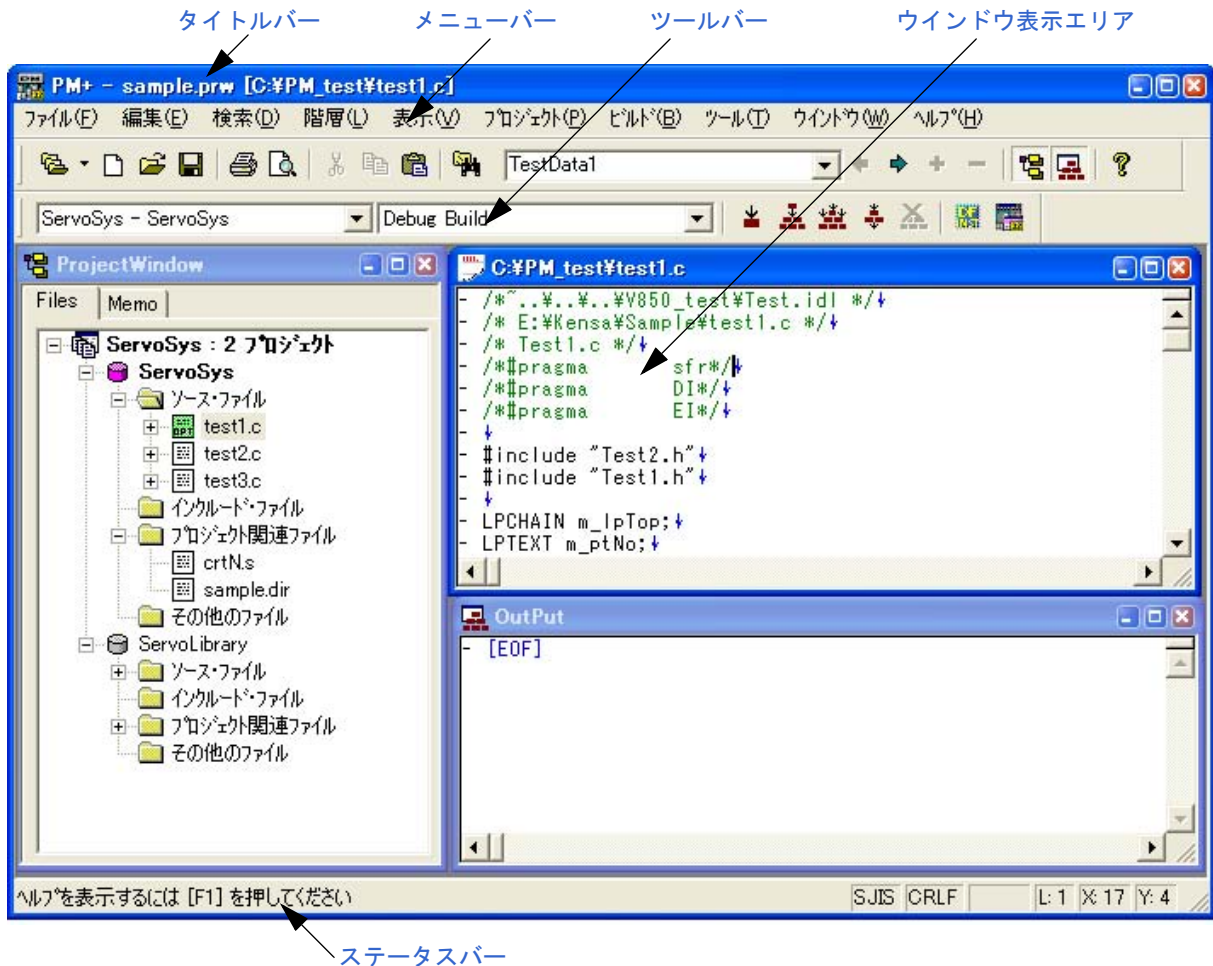 タイトルバー メニューバー ツールバー ウインドウ表示エリア
PM+ - sample.prw [C:¥PM_test¥test1.c]
ファイル(F) 編集(E) 検索(D) 階層(L) 表示(V) プロジェクト(P) ビルド(B) ツール(T) ウインドウ(W) ヘルプ(H)
TestData1
ServoSys - ServoSys Debug Build
ProjectWindow
Files Memo
ServoSys : 2 プロジェクト
ServoSys
ソース・ファイル
test1.c
test2.c
test3.c
インクルード・ファイル
プロジェクト関連ファイル
crtN.s
sample.dir
その他のファイル
ServoLibrary
ソース・ファイル
インクルード・ファイル
プロジェクト関連ファイル
その他のファイル
C:¥PM_test¥test1.c
- /*~..¥..¥..¥V850_test¥Test.idl */↓
- /* E:¥Kensa¥Sample¥test1.c */↓
- /* Test1.c */↓
- /*#pragma sfr*/↓
- /*#pragma DI*/↓
- /*#pragma EI*/↓
- ↓
- #include "Test2.h"↓
- #include "Test1.h"↓
- ↓
- LPCHAIN m_lpTop;↓
- LPTEXT m_ptNo;↓
OutPut
- [EOF]
ヘルプを表示するには [F1] を押してください SJIS CRLF L: 1 X: 17 Y: 4
ステータスバー